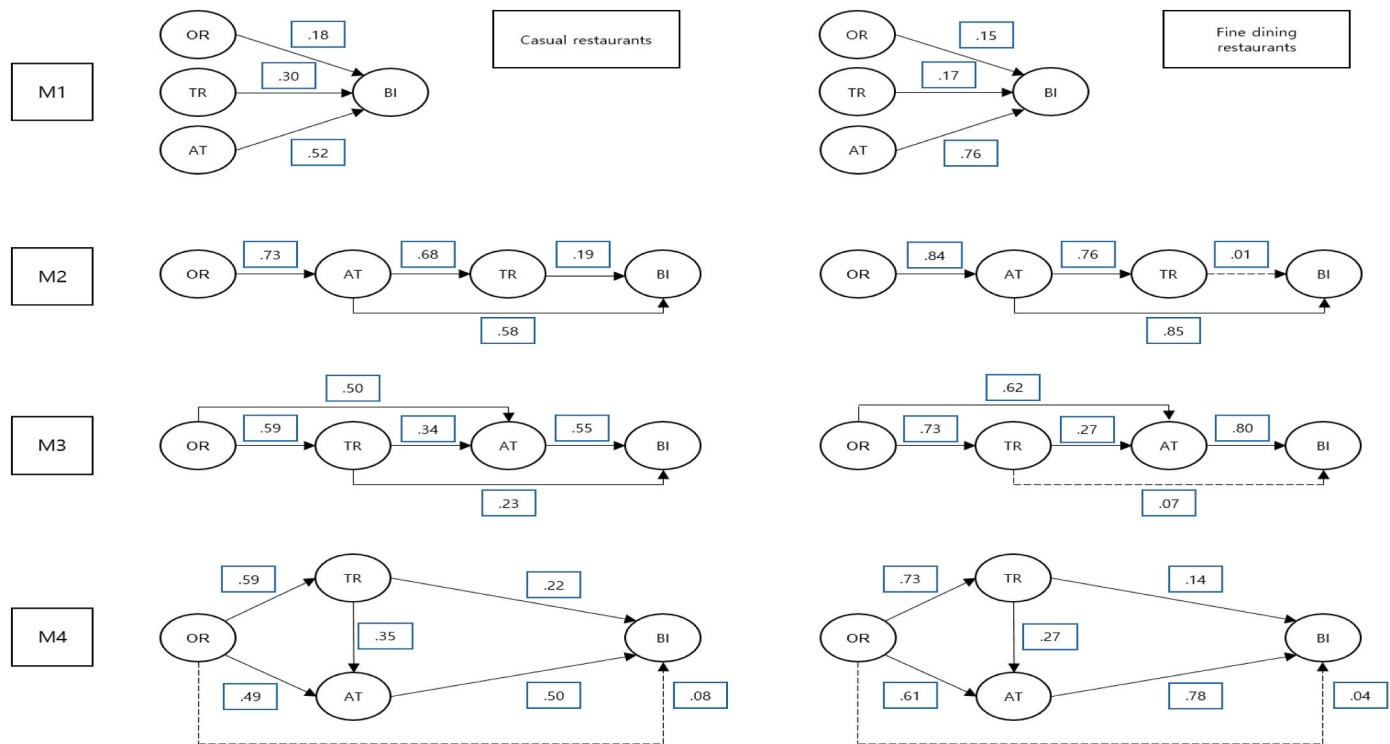 Casual restaurants
Fine dining
restaurants
M1
OR
.18
TR
.30
BI
AT
.52
OR
.15
TR
.17
BI
AT
.76
M2
OR
.73
AT
.68
TR
.19
BI
.58
OR
.84
AT
.76
TR
.01
BI
.85
M3
.50
OR
.59
TR
.34
AT
.55
BI
.23
.62
OR
.73
TR
.27
AT
.80
BI
.07
M4
.59
TR
.22
OR
.35
BI
.49
AT
.50
.08
.73
TR
.14
OR
.27
BI
.61
AT
.78
.04